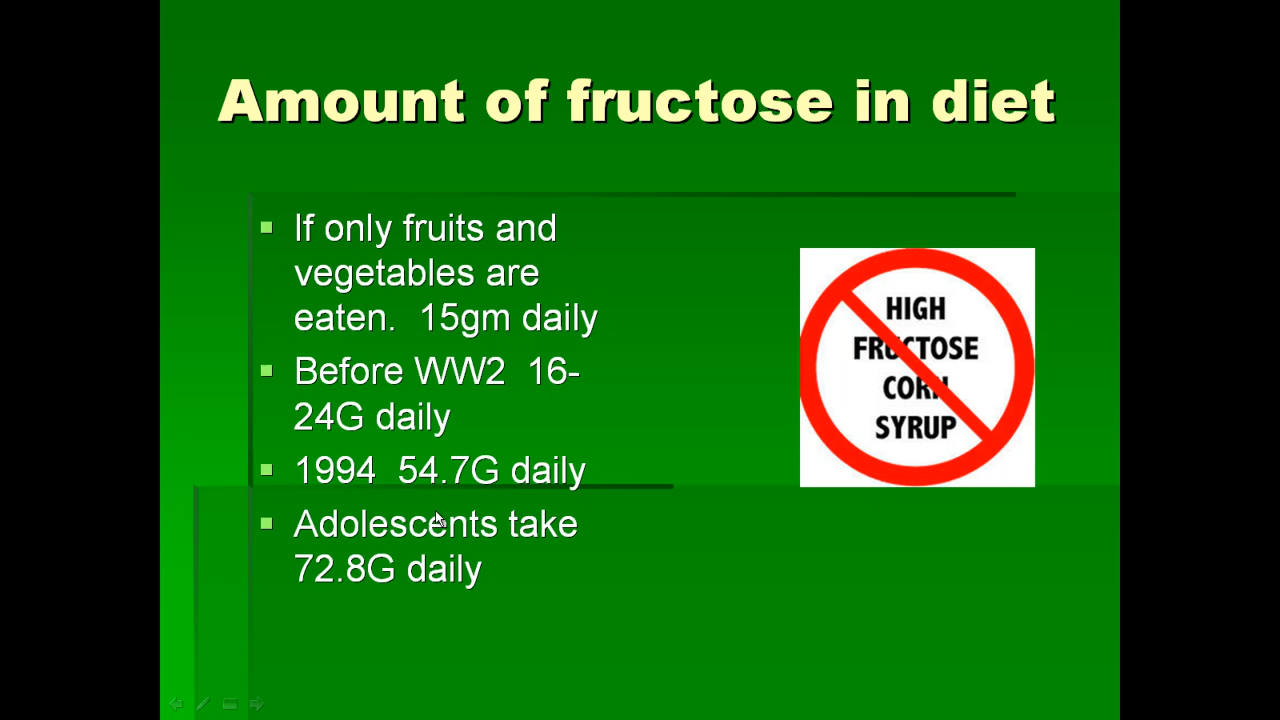 Amount of fructose in diet
If only fruits and
vegetables are
eaten.  15gm daily
Before WW2  16-
24G daily
1994  54.7G daily
Adolescents take
72.8G daily
HIGH
FRUCTOSE
CORN
SYRUP